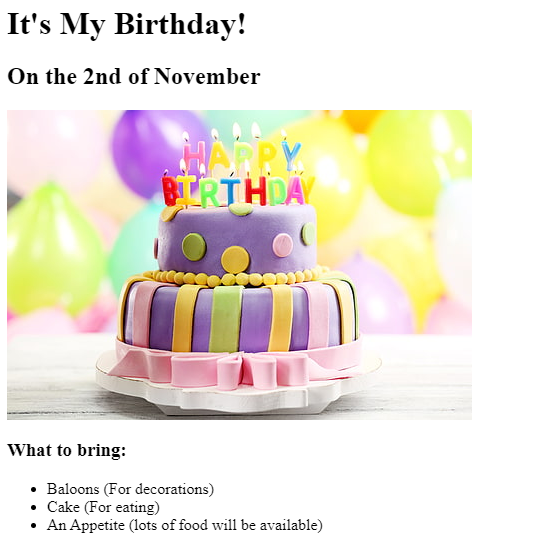 It's My Birthday!
On the 2nd of November
HAPPY
BIRTHDAY
What to bring:
Baloons (For decorations)
Cake (For eating)
An Appetite (lots of food will be available)